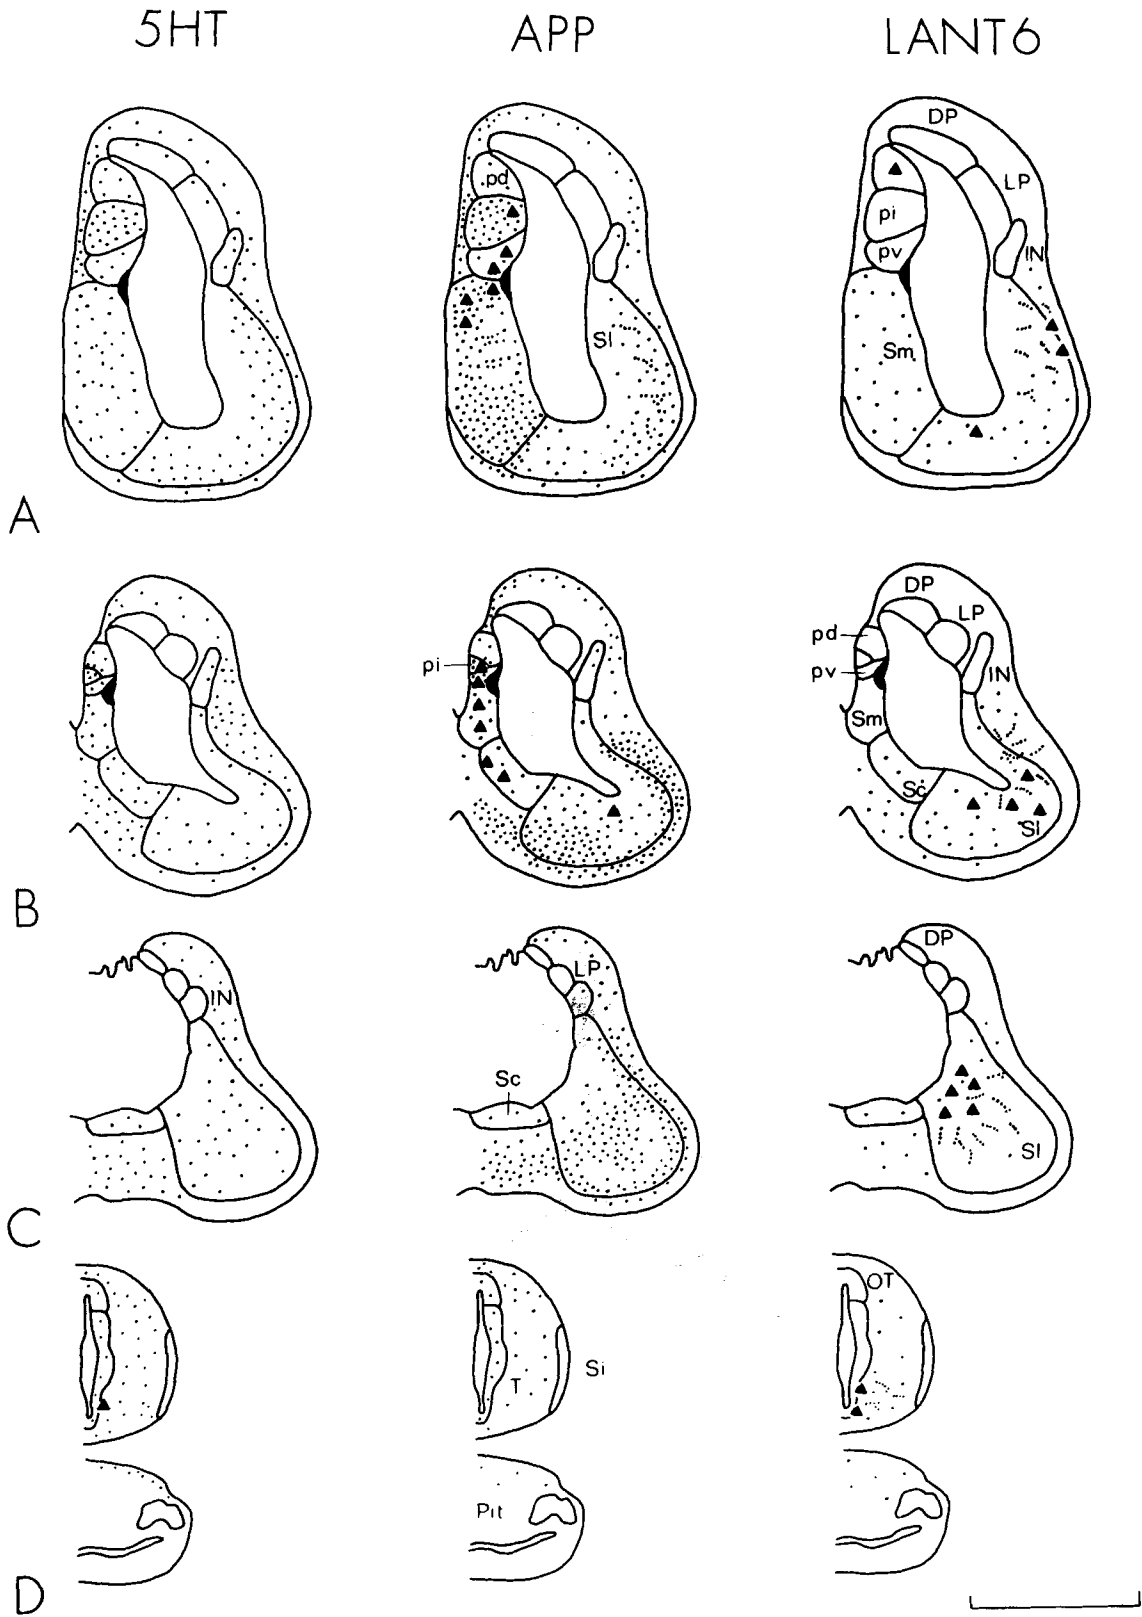 5HT APP LANT6
DP
pd LP
pi
pv IN
Sl Sm
A
DP
LP
pd
pi pv
IN
Sm
Sc
Sl
B
DP
LP
IN
Sc
Sl
C
OT
Si
T
Pit
D